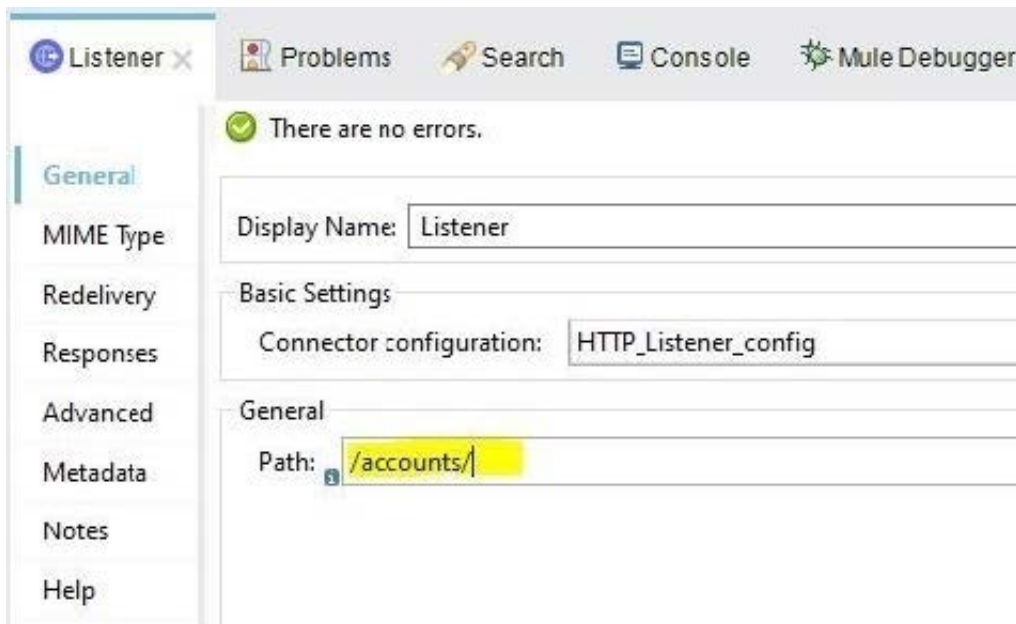 Listener Problems Search Console Mule Debugger
There are no errors.
General
MIME Type
Redelivery
Responses
Advanced
Metadata
Notes
Help
Display Name: Listener
Basic Settings
Connector configuration: HTTP_Listener_config
General
Path: /accounts/